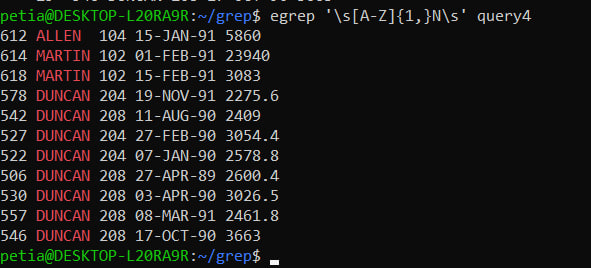 petia@DESKTOP-L20RA9R:~/grep$ egrep '\s[A-Z]{1,}N\s' query4
612 ALLEN  104 15-JAN-91 5860
614 MARTIN 102 01-FEB-91 23940
618 MARTIN 102 15-FEB-91 3083
578 DUNCAN 204 19-NOV-91 2275.6
542 DUNCAN 208 11-AUG-90 2409
527 DUNCAN 204 27-FEB-90 3054.4
522 DUNCAN 204 07-JAN-90 2578.8
506 DUNCAN 208 27-APR-89 2600.4
530 DUNCAN 208 03-APR-90 3026.5
557 DUNCAN 208 08-MAR-91 2461.8
546 DUNCAN 208 17-OCT-90 3663
petia@DESKTOP-L20RA9R:~/grep$